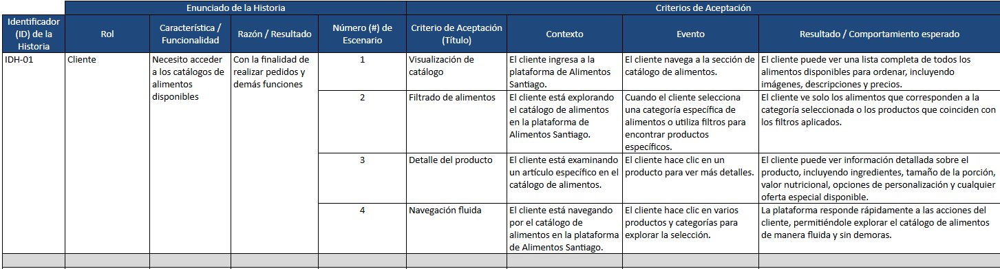 Enunciado de la Historia
Criterios de Aceptación
Identificador
(ID) de la
Historia
Rol
Característica /
Funcionalidad
Razón / Resultado
Número (#) de
Escenario
Criterio de Aceptación
(Título)
Contexto
Evento
Resultado / Comportamiento esperado
IDH-01
Cliente
Necesito acceder
a los catálogos de
alimentos
disponibles
Con la finalidad de
realizar pedidos y
demás funciones
1
Visualización de
catálogo
El cliente ingresa a la
plataforma de Alimentos
Santiago.
El cliente navega a la sección de
catálogo de alimentos.
El cliente puede ver una lista completa de todos los
alimentos disponibles para ordenar, incluyendo
imágenes, descripciones y precios.
2
Filtrado de alimentos
El cliente está explorando
el catálogo de alimentos
en la plataforma de
Alimentos Santiago.
Cuando el cliente selecciona
una categoría específica de
alimentos o utiliza filtros para
encontrar productos
específicos.
El cliente ve solo los alimentos que corresponden a la
categoría seleccionada o los productos que coinciden con
los filtros aplicados.
3
Detalle del producto
El cliente está examinando
un artículo específico en el
catálogo de alimentos.
El cliente hace clic en un
producto para ver más detalles.
El cliente puede ver información detallada sobre el
producto, incluyendo ingredientes, tamaño de la porción,
valor nutricional, opciones de personalización y cualquier
oferta especial disponible.
4
Navegación fluida
El cliente está navegando
por el catálogo de
alimentos en la plataforma
de Alimentos Santiago.
El cliente hace clic en varios
productos y categorías para
explorar la selección.
La plataforma responde rápidamente a las acciones del
cliente, permitiéndole explorar el catálogo de alimentos
de manera fluida y sin demoras.